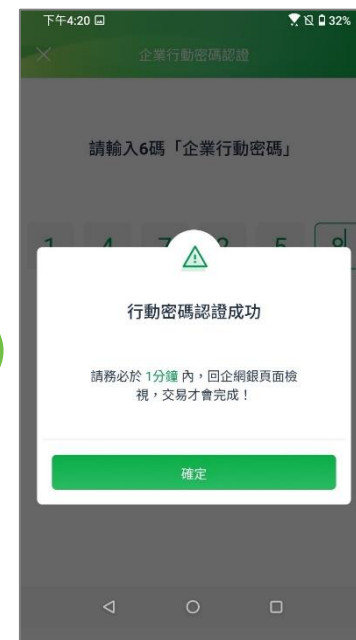 下午4:20
32%
企業行動密碼認證
請輸入6碼「企業行動密碼」
行動密碼認證成功
請務必於 1分鐘 內，回企網銀頁面檢
視，交易才會完成！
確定